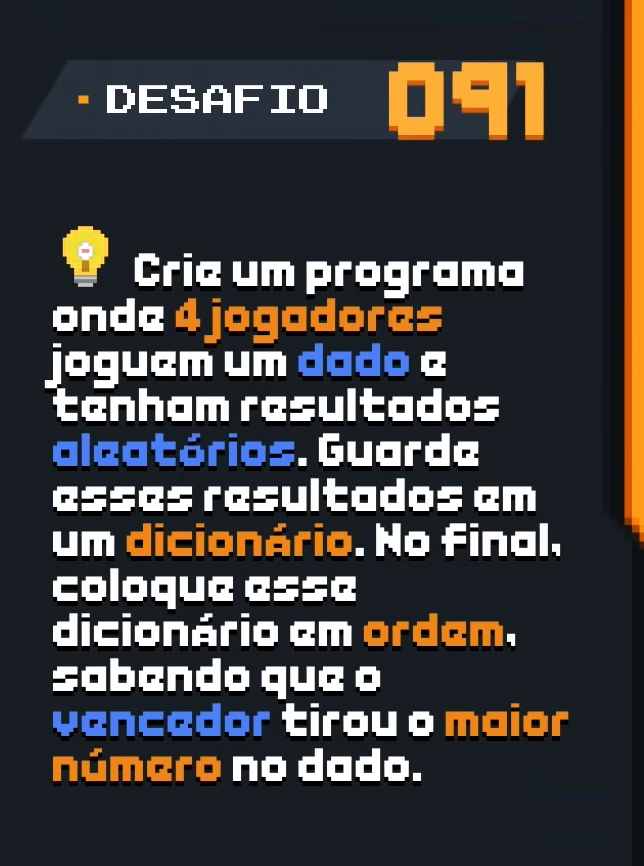 DESAFIO 091
Crie um programa
onde 4 jogadores
joguem um dado e
tenham resultados
aleatórios. Guarde
esses resultados em
um dicionário. No final,
coloque esse
dicionário em ordem,
sabendo que o
vencedor tirou o maior
número no dado.